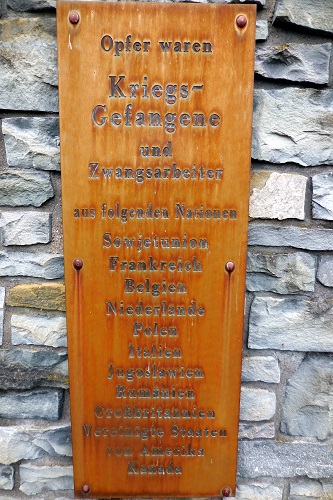 Opfer waren
Kriegs-
Gefangene
und
Zwangsarbeiter
aus folgenden Nationen
Sowjetunion
Frankreich
Belgien
Niederlande
Polen
Italien
Jugoslawien
Rumänien
Großbritannien
Vereinigte Staaten
von Amerika
Kanada